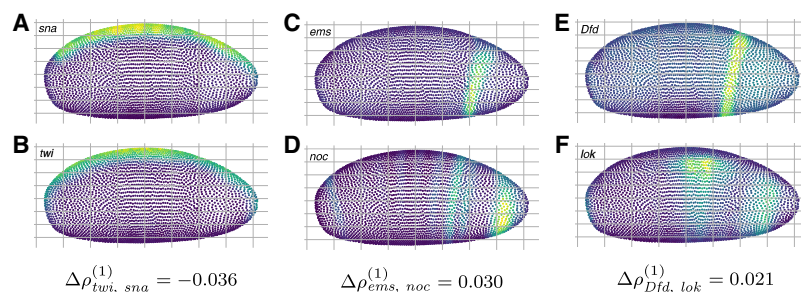 A sna
C ems
E Dfd
B twi
D noc
F lok
Δρ^{(1)}_{twi, sna} = −0.036
Δρ^{(1)}_{ems, noc} = 0.030
Δρ^{(1)}_{Dfd, lok} = 0.021